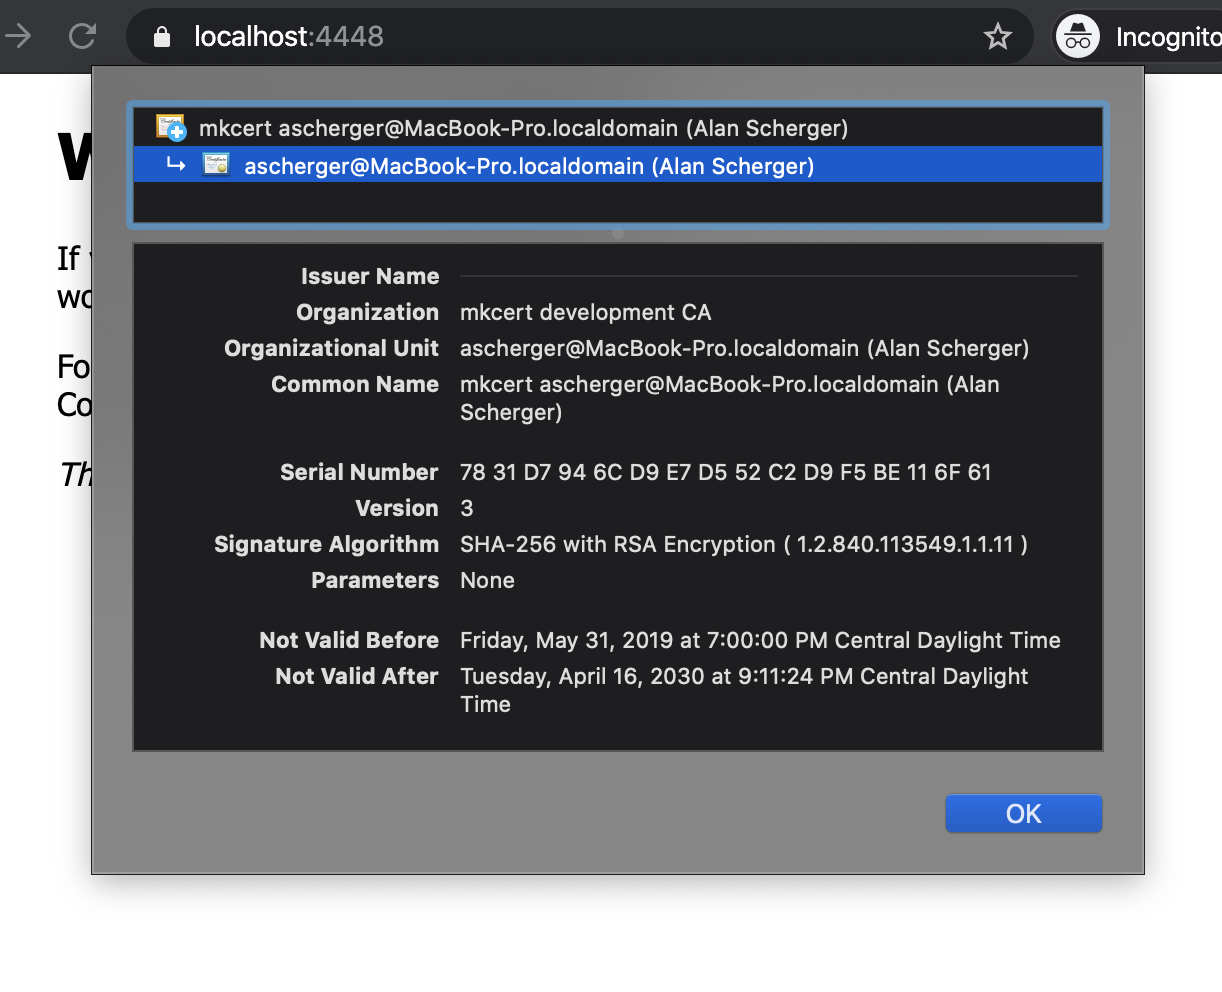 localhost:4448
Incognito
mkcert ascherger@MacBook-Pro.localdomain (Alan Scherger)
ascherger@MacBook-Pro.localdomain (Alan Scherger)
If
Issuer Name
Organization mkcert development CA
Organizational Unit ascherger@MacBook-Pro.localdomain (Alan Scherger)
Common Name mkcert ascherger@MacBook-Pro.localdomain (Alan
Scherger)
Serial Number 78 31 D7 94 6C D9 E7 D5 52 C2 D9 F5 BE 11 6F 61
Version 3
Signature Algorithm SHA-256 with RSA Encryption ( 1.2.840.113549.1.1.11 )
Parameters None
Not Valid Before Friday, May 31, 2019 at 7:00:00 PM Central Daylight Time
Not Valid After Tuesday, April 16, 2030 at 9:11:24 PM Central Daylight
Time
OK